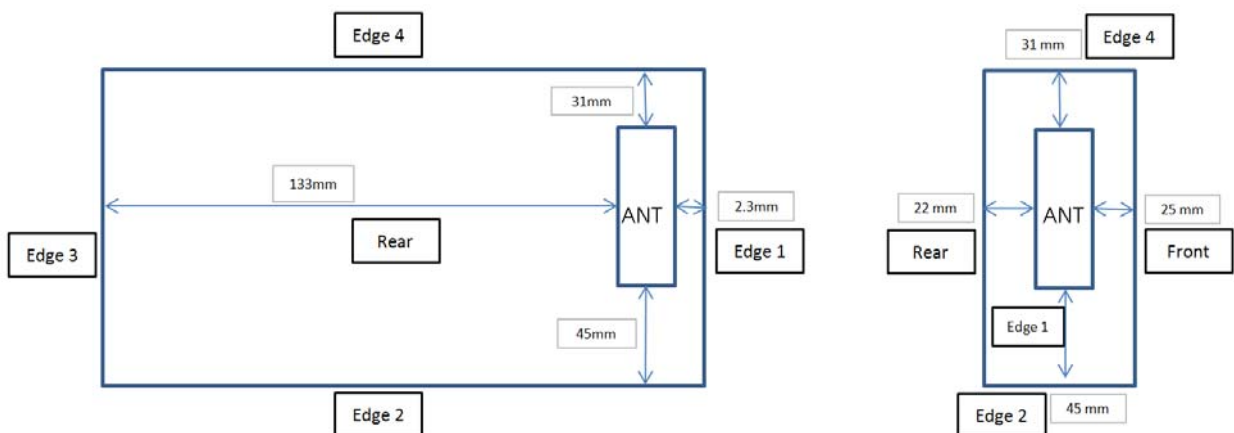 Edge 4
31mm
133mm
ANT
2.3mm
Edge 3
Rear
Edge 1
45mm
Edge 2
31 mm
Edge 4
22 mm
ANT
25 mm
Rear
Front
Edge 1
Edge 2
45 mm